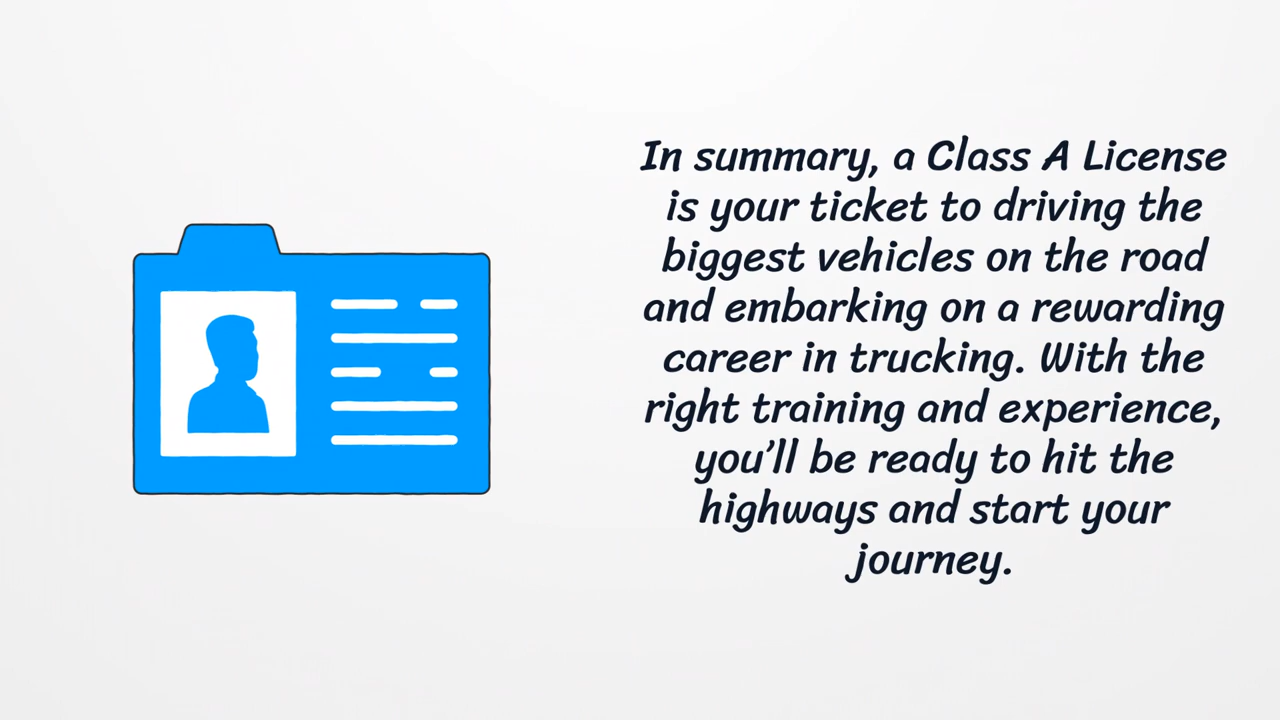 In summary, a Class A License
is your ticket to driving the
biggest vehicles on the road
and embarking on a rewarding
career in trucking. With the
right training and experience,
you’ll be ready to hit the
highways and start your
journey.